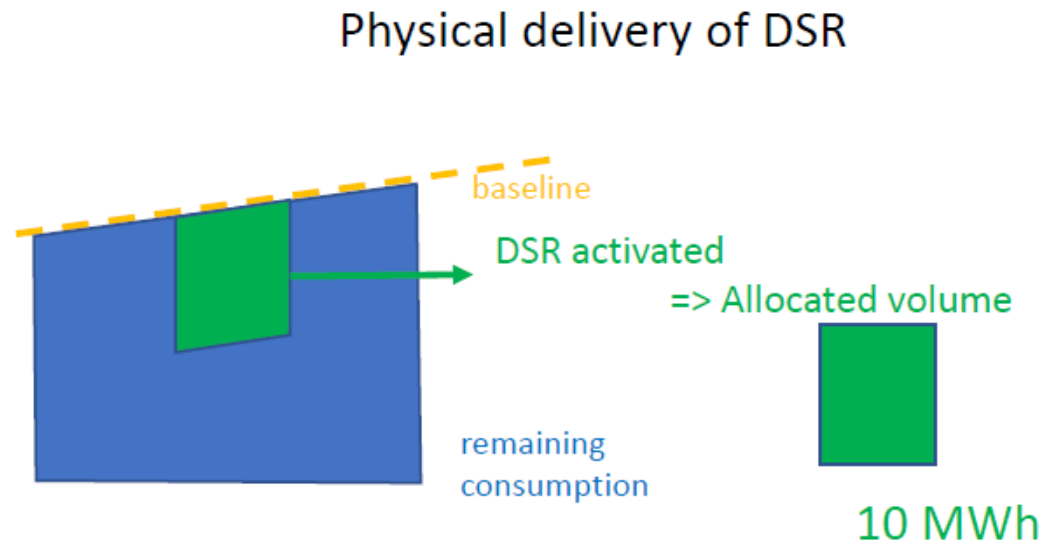 Physical delivery of DSR
baseline
DSR activated
=> Allocated volume
remaining
consumption
10 MWh